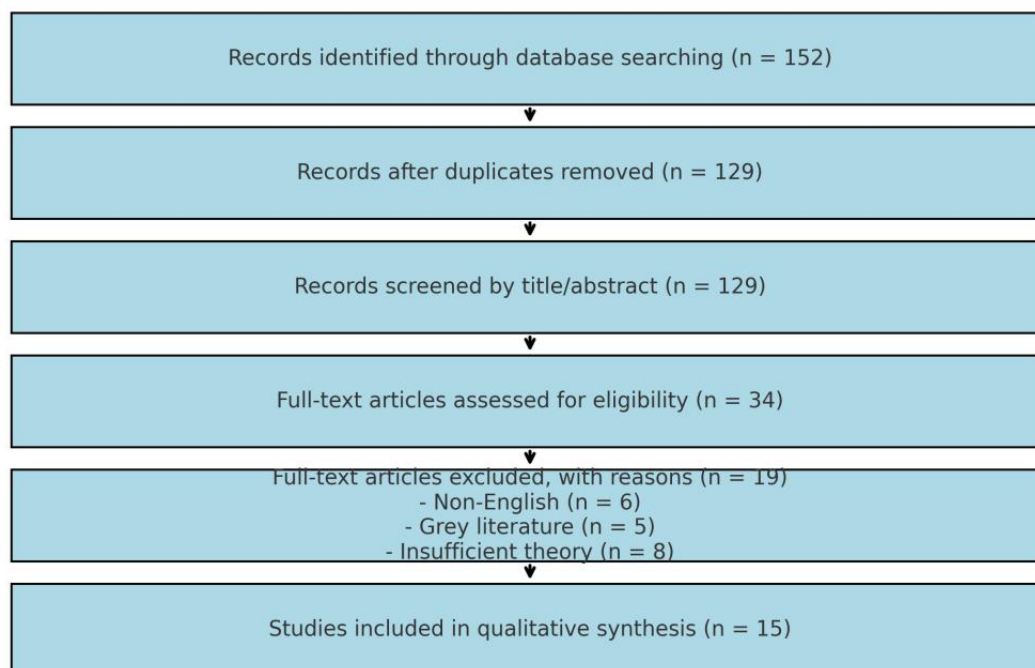 Records identified through database searching (n = 152)
Records after duplicates removed (n = 129)
Records screened by title/abstract (n = 129)
Full-text articles assessed for eligibility (n = 34)
Full-text articles excluded, with reasons (n = 19)
- Non-English (n = 6)
- Grey literature (n = 5)
- Insufficient theory (n = 8)
Studies included in qualitative synthesis (n = 15)